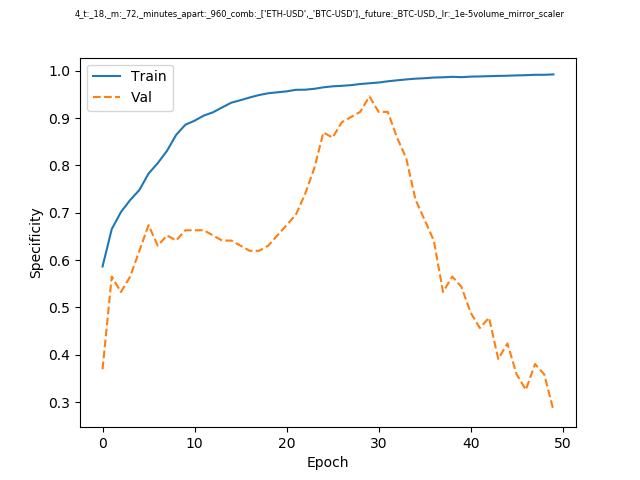 4_t:_18,_m:_72,_minutes_apart:_960_comb:_['ETH-USD',_'BTC-USD'],_future:_BTC-USD,_lr:_1e-5volume_mirror_scaler
Train
Val
1.0
0.9
0.8
0.7
0.6
0.5
0.4
0.3
Specificity
0 10 20 30 40 50
Epoch